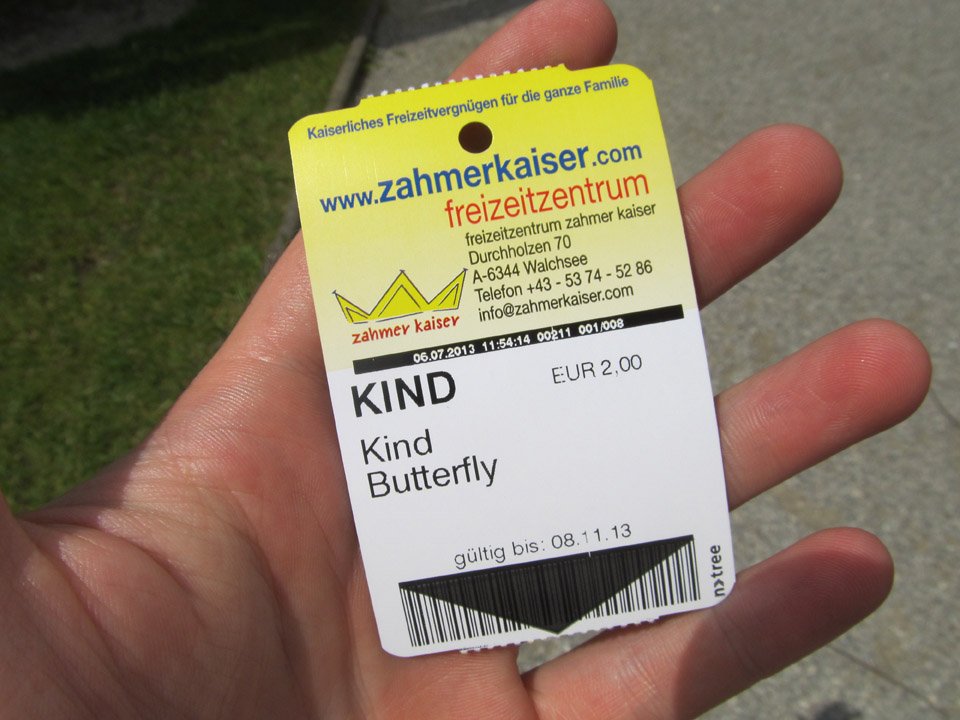 Kaiserliches Freizeitvergnügen für die ganze Familie
www.zahmerkaiser.com
freizeitzentrum
freizeitzentrum zahmer kaiser
Durchholzen 70
A-6344 Walchsee
Telefon +43 - 53 74 - 52 86
info@zahmerkaiser.com
zahmer kaiser
06.07.2013 11:54:14 00211 001/008
KIND
EUR 2,00
Kind
Butterfly
gültig bis: 08.11.13
n>tree